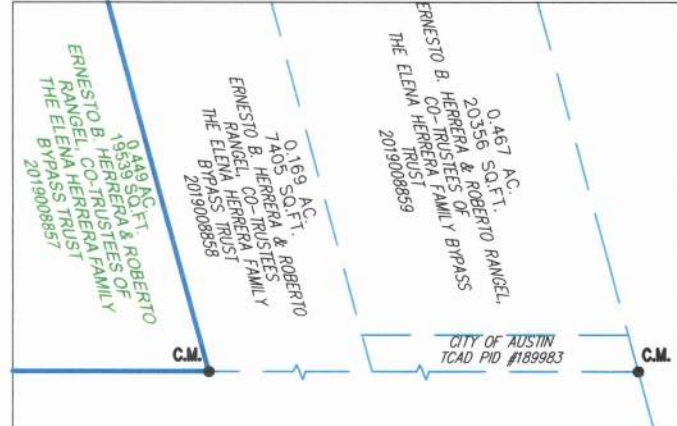 0.449 AC.
19539 SQ.FT.
ERNESTO B. HERRERA & ROBERTO
RANGEL, CO-TRUSTEES OF
THE ELENA HERRERA FAMILY
BYPASS TRUST
2019008857
0.169 AC.
7405 SQ.FT.
ERNESTO B. HERRERA & ROBERTO
RANGEL, CO-TRUSTEES
THE ELENA HERRERA FAMILY
BYPASS TRUST
2019008858
0.467 AC.
20356 SQ.FT.
ERNESTO B. HERRERA & ROBERTO RANGEL,
CO-TRUSTEES OF
THE ELENA HERRERA FAMILY BYPASS
TRUST
2019008859
CITY OF AUSTIN
TCAD PID #189983
C.M.
C.M.